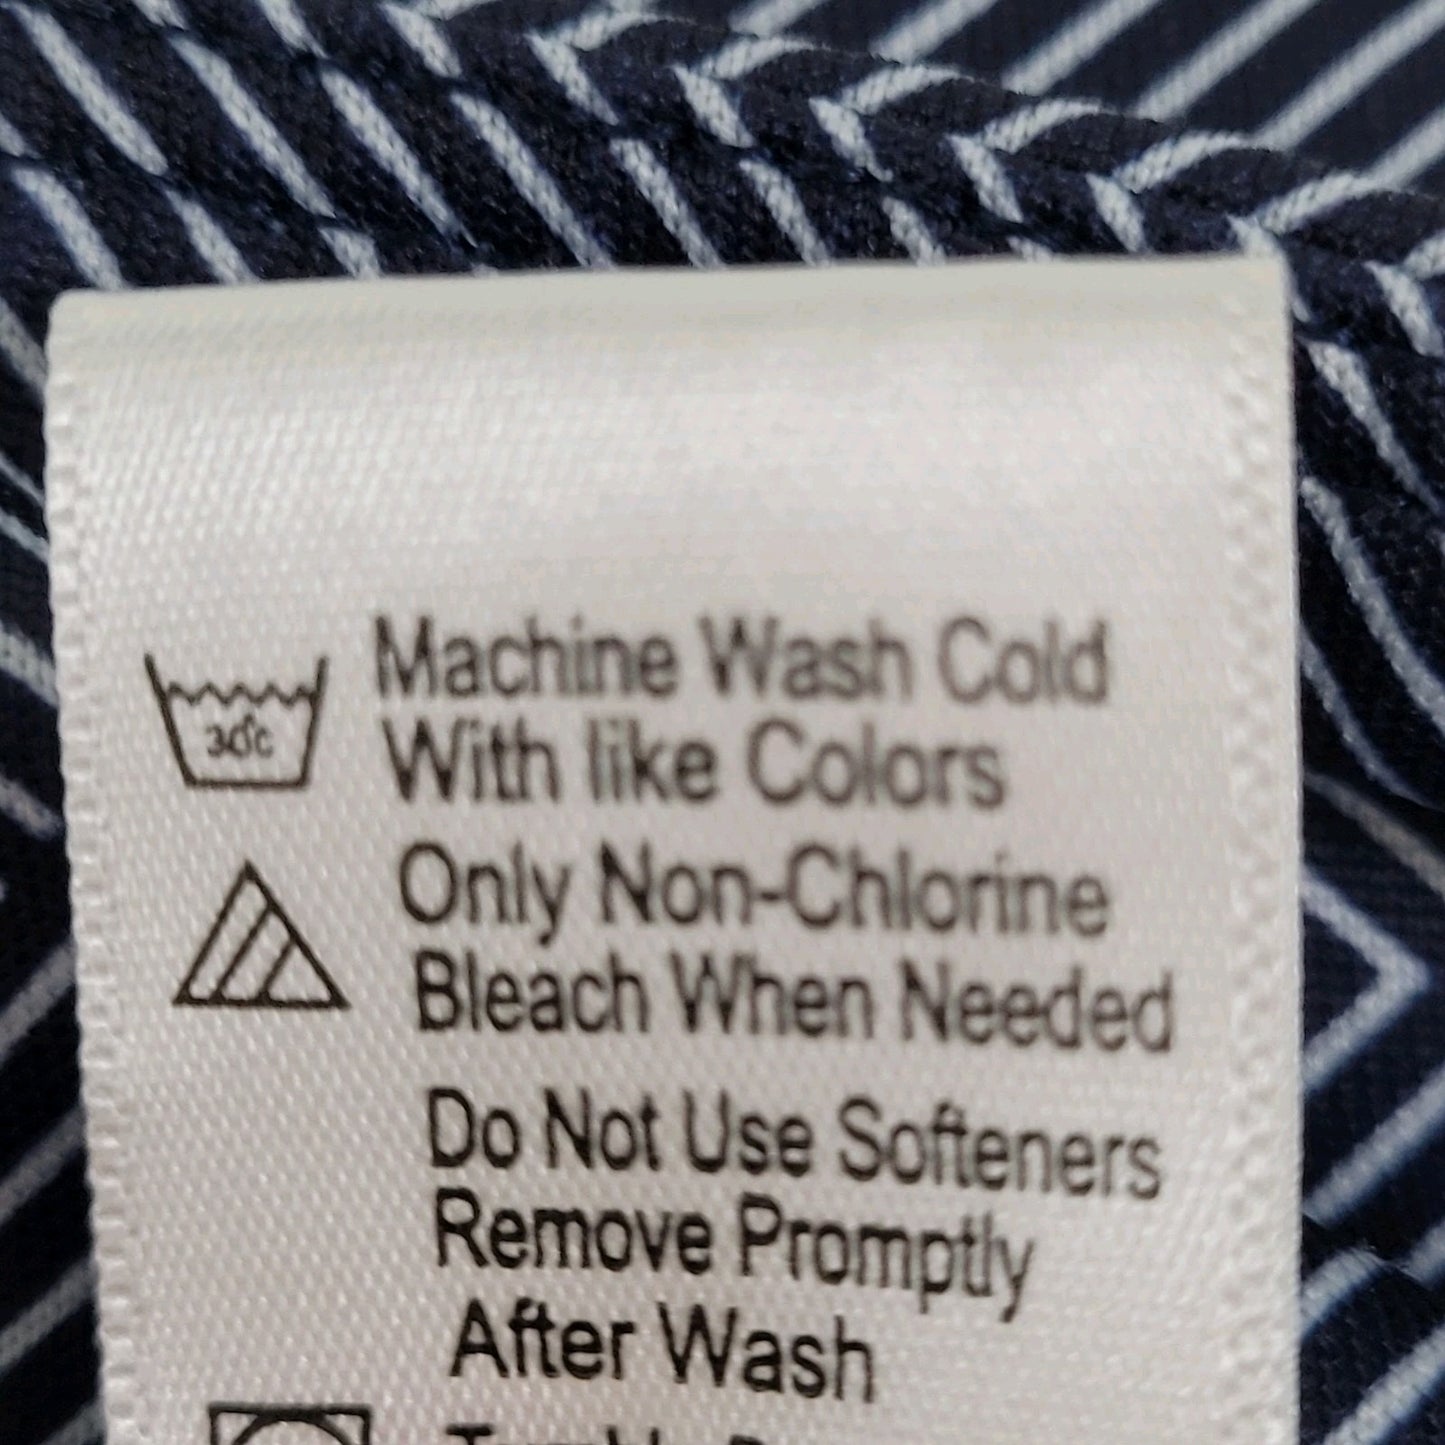 Machine Wash Cold
30°c
With like Colors
Only Non-Chlorine
Bleach When Needed
Do Not Use Softeners
Remove Promptly
After Wash